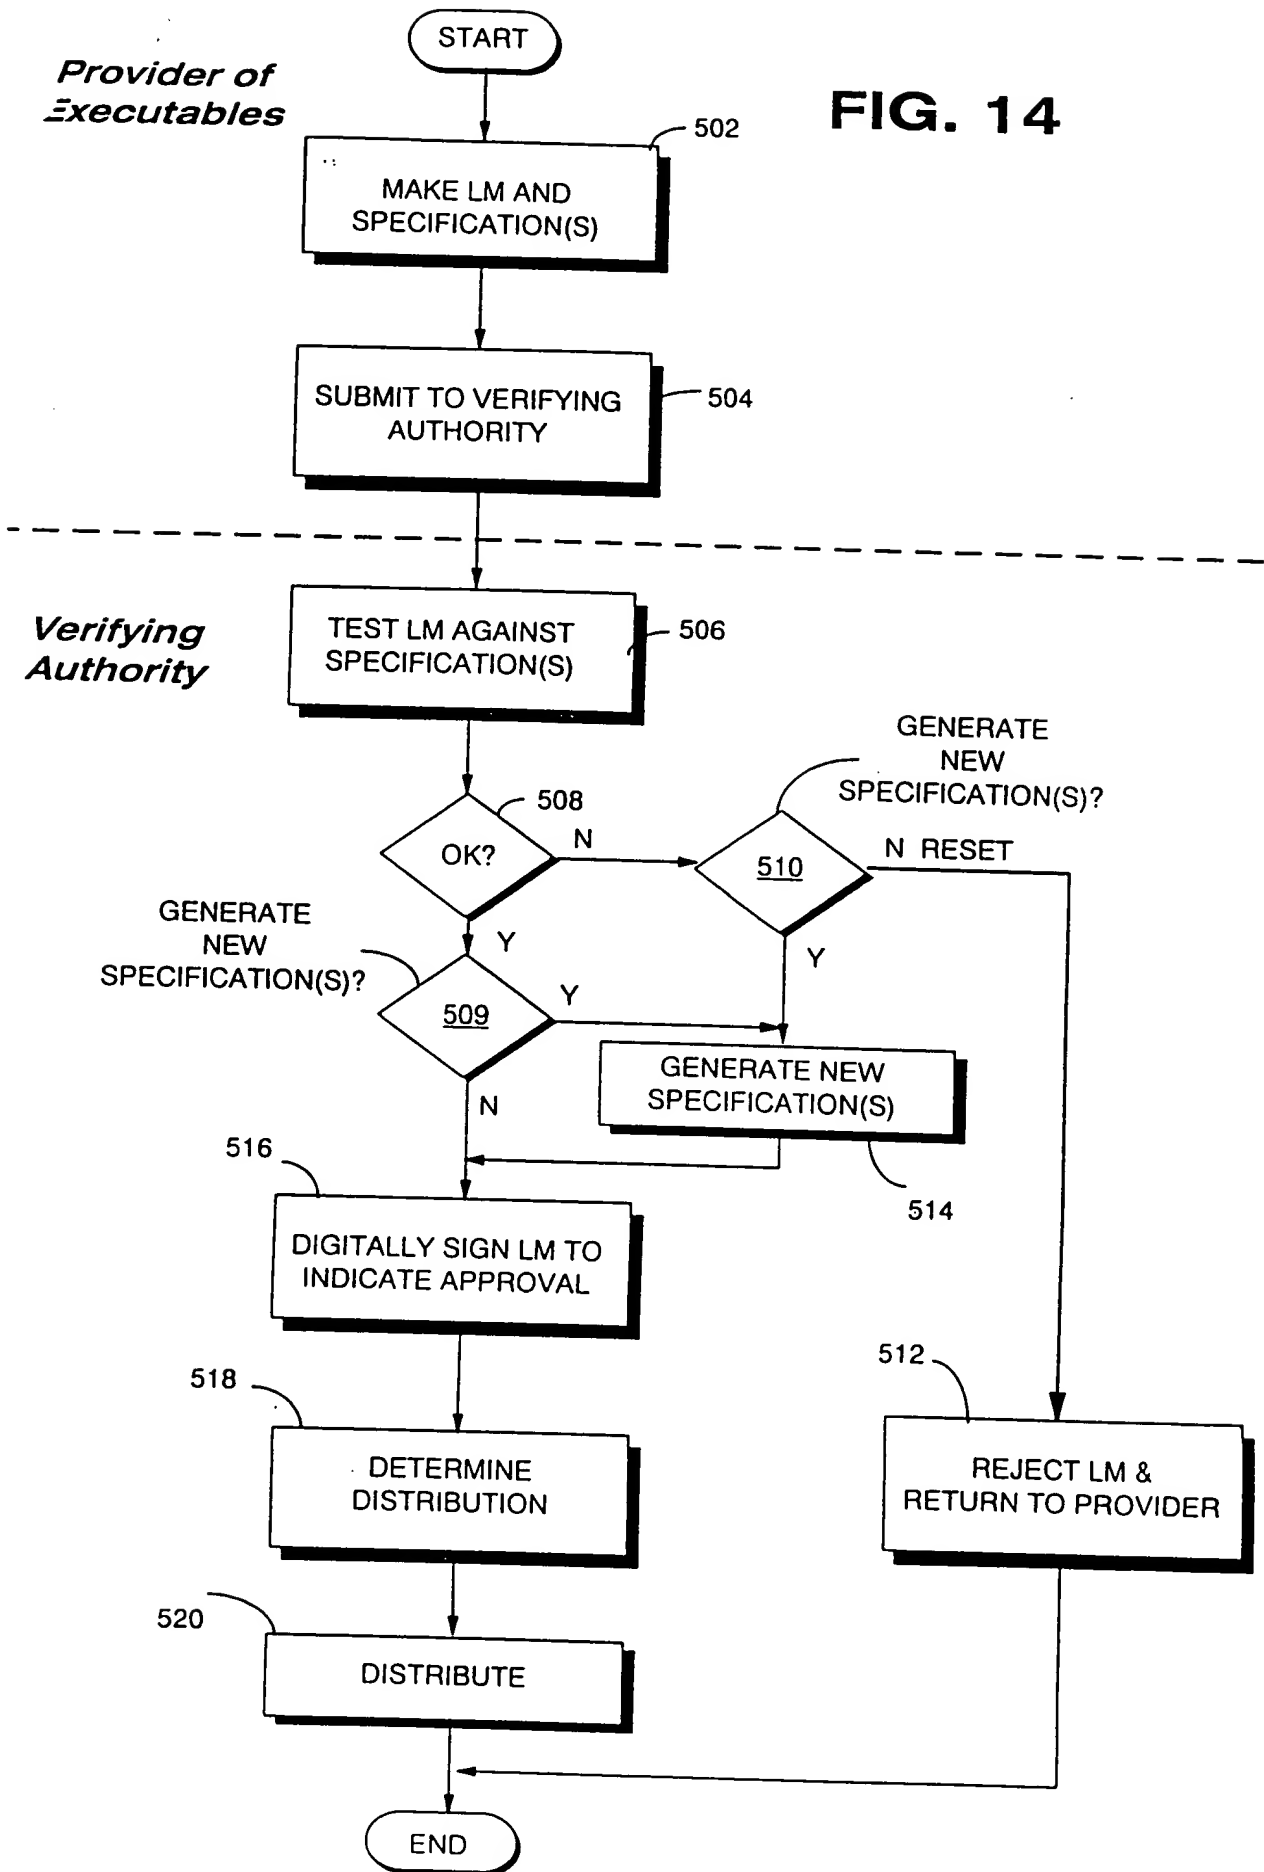 START
Provider of
Executables
FIG. 14
502
MAKE LM AND
SPECIFICATION(S)
SUBMIT TO VERIFYING
AUTHORITY
504
Verifying
Authority
TEST LM AGAINST
SPECIFICATION(S)
506
GENERATE
NEW
SPECIFICATION(S)?
508
OK?
N
510
N RESET
GENERATE
NEW
SPECIFICATION(S)?
Y
Y
509
Y
GENERATE NEW
SPECIFICATION(S)
N
514
516
DIGITALLY SIGN LM TO
INDICATE APPROVAL
518
DETERMINE
DISTRIBUTION
512
REJECT LM &
RETURN TO PROVIDER
520
DISTRIBUTE
END